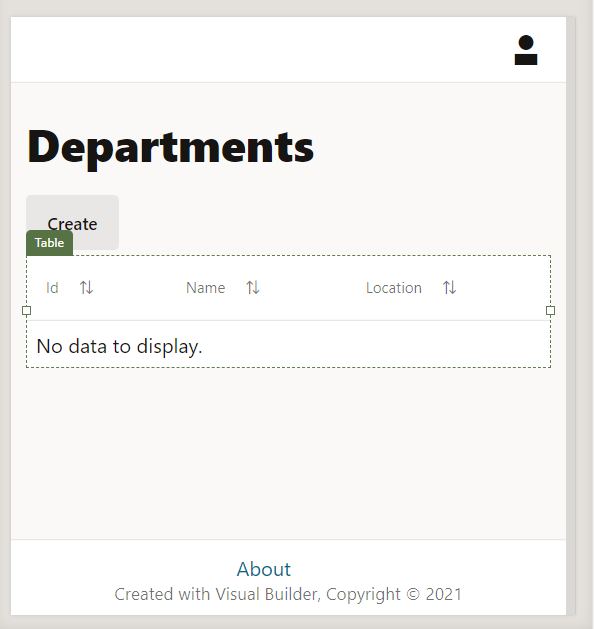 Departments
Create
Table
Id Name Location
No data to display.
About
Created with Visual Builder, Copyright © 2021